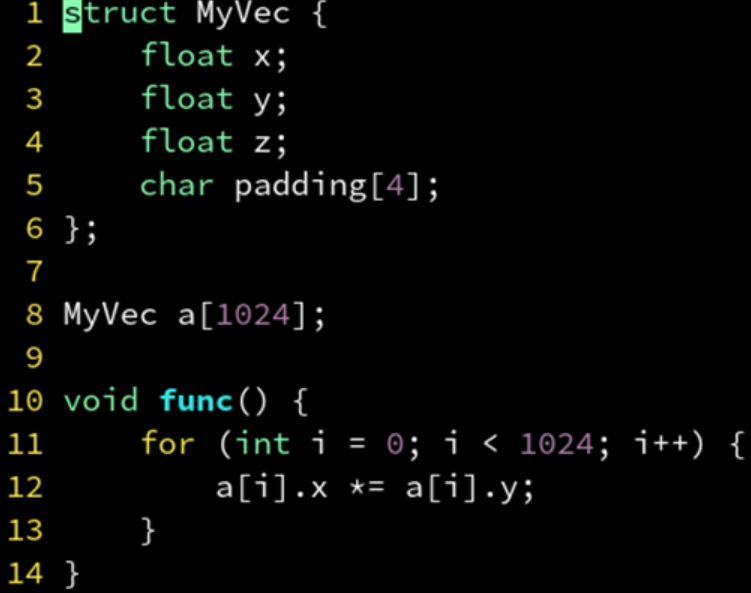 1 struct MyVec {
2     float x;
3     float y;
4     float z;
5     char padding[4];
6 };
7
8 MyVec a[1024];
9
10 void func() {
11     for (int i = 0; i < 1024; i++) {
12         a[i].x *= a[i].y;
13     }
14 }